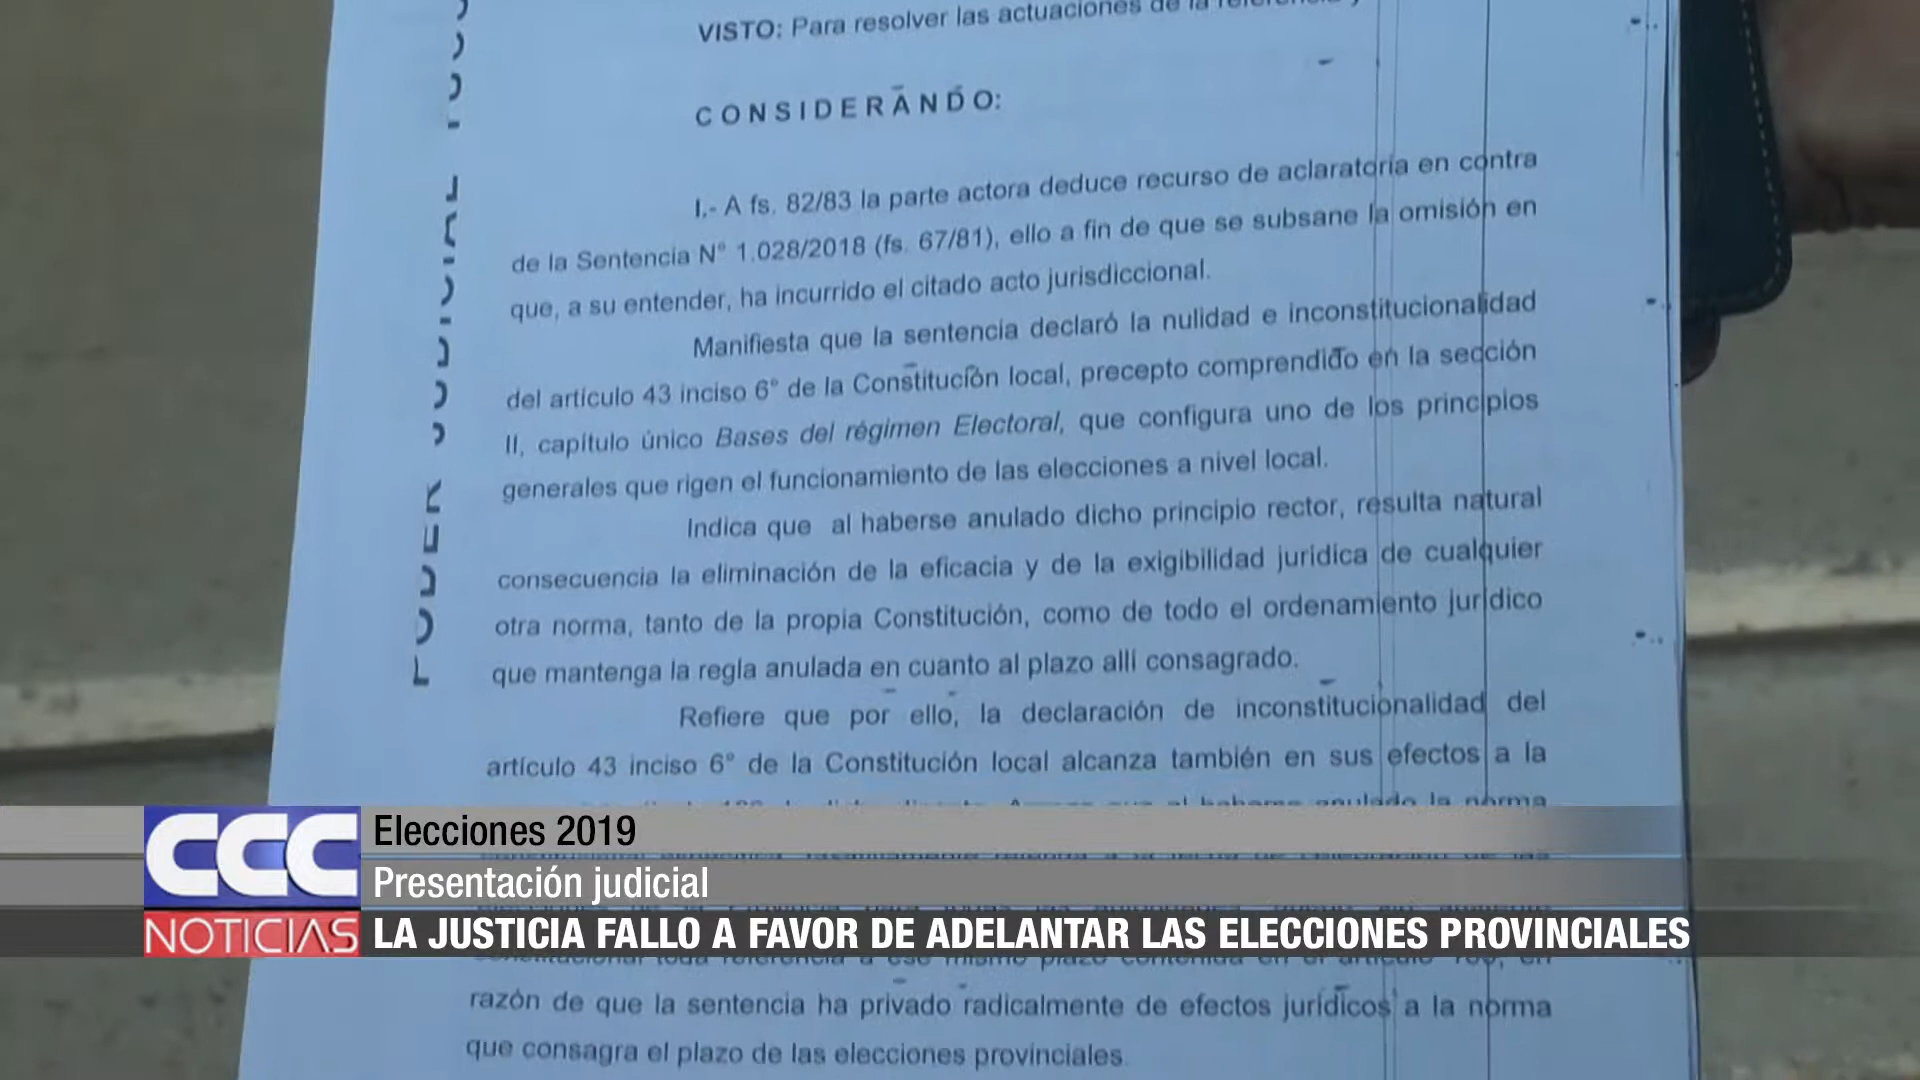 VISTO: Para resolver las actuaciones de la
CONSIDERANDO:
I.- A fs. 82/83 la parte actora deduce recurso de aclaratoria en contra
de la Sentencia N° 1.028/2018 (fs. 67/81), ello a fin de que se subsane la omisión en
que, a su entender, ha incurrido el citado acto jurisdiccional.
Manifiesta que la sentencia declaró la nulidad e inconstitucionalidad
del artículo 43 inciso 6° de la Constitución local, precepto comprendido en la sección
II, capítulo único Bases del régimen Electoral, que configura uno de los principios
generales que rigen el funcionamiento de las elecciones a nivel local.
Indica que al haberse anulado dicho principio rector, resulta natural
consecuencia la eliminación de la eficacia y de la exigibilidad jurídica de cualquier
otra norma, tanto de la propia Constitución, como de todo el ordenamiento jurídico
que mantenga la regla anulada en cuanto al plazo allí consagrado.
Refiere que por ello, la declaración de inconstitucionalidad del
artículo 43 inciso 6° de la Constitución local alcanza también en sus efectos a la
anulado la norma
CCC
NOTICIAS
Elecciones 2019
Presentación judicial
LA JUSTICIA FALLO A FAVOR DE ADELANTAR LAS ELECCIONES PROVINCIALES
razón de que la sentencia ha privado radicalmente de efectos jurídicos a la norma
que consagra el plazo de las elecciones provinciales.